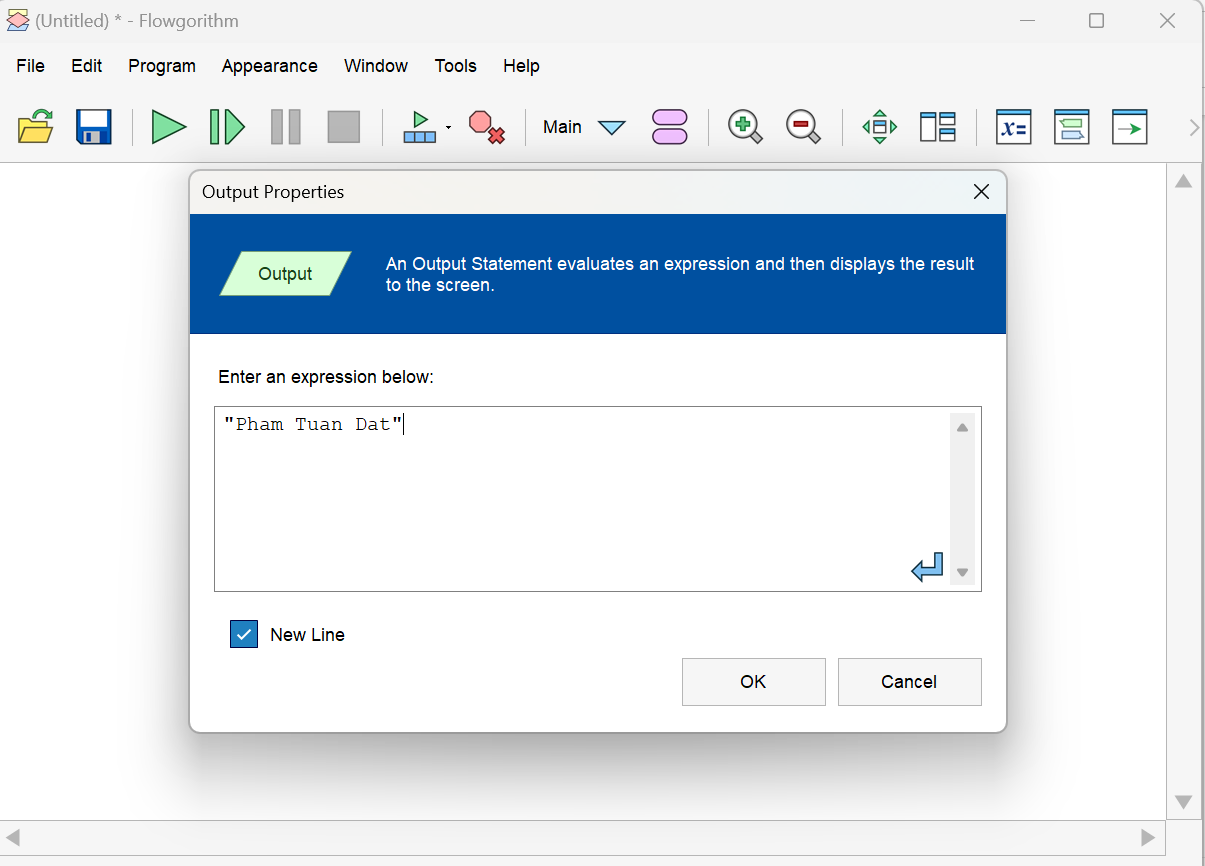 (Untitled) * - Flowgorithm
File Edit Program Appearance Window Tools Help
Main
x=
Output Properties
Output
An Output Statement evaluates an expression and then displays the result
to the screen.
Enter an expression below:
"Pham Tuan Dat"
New Line
OK Cancel